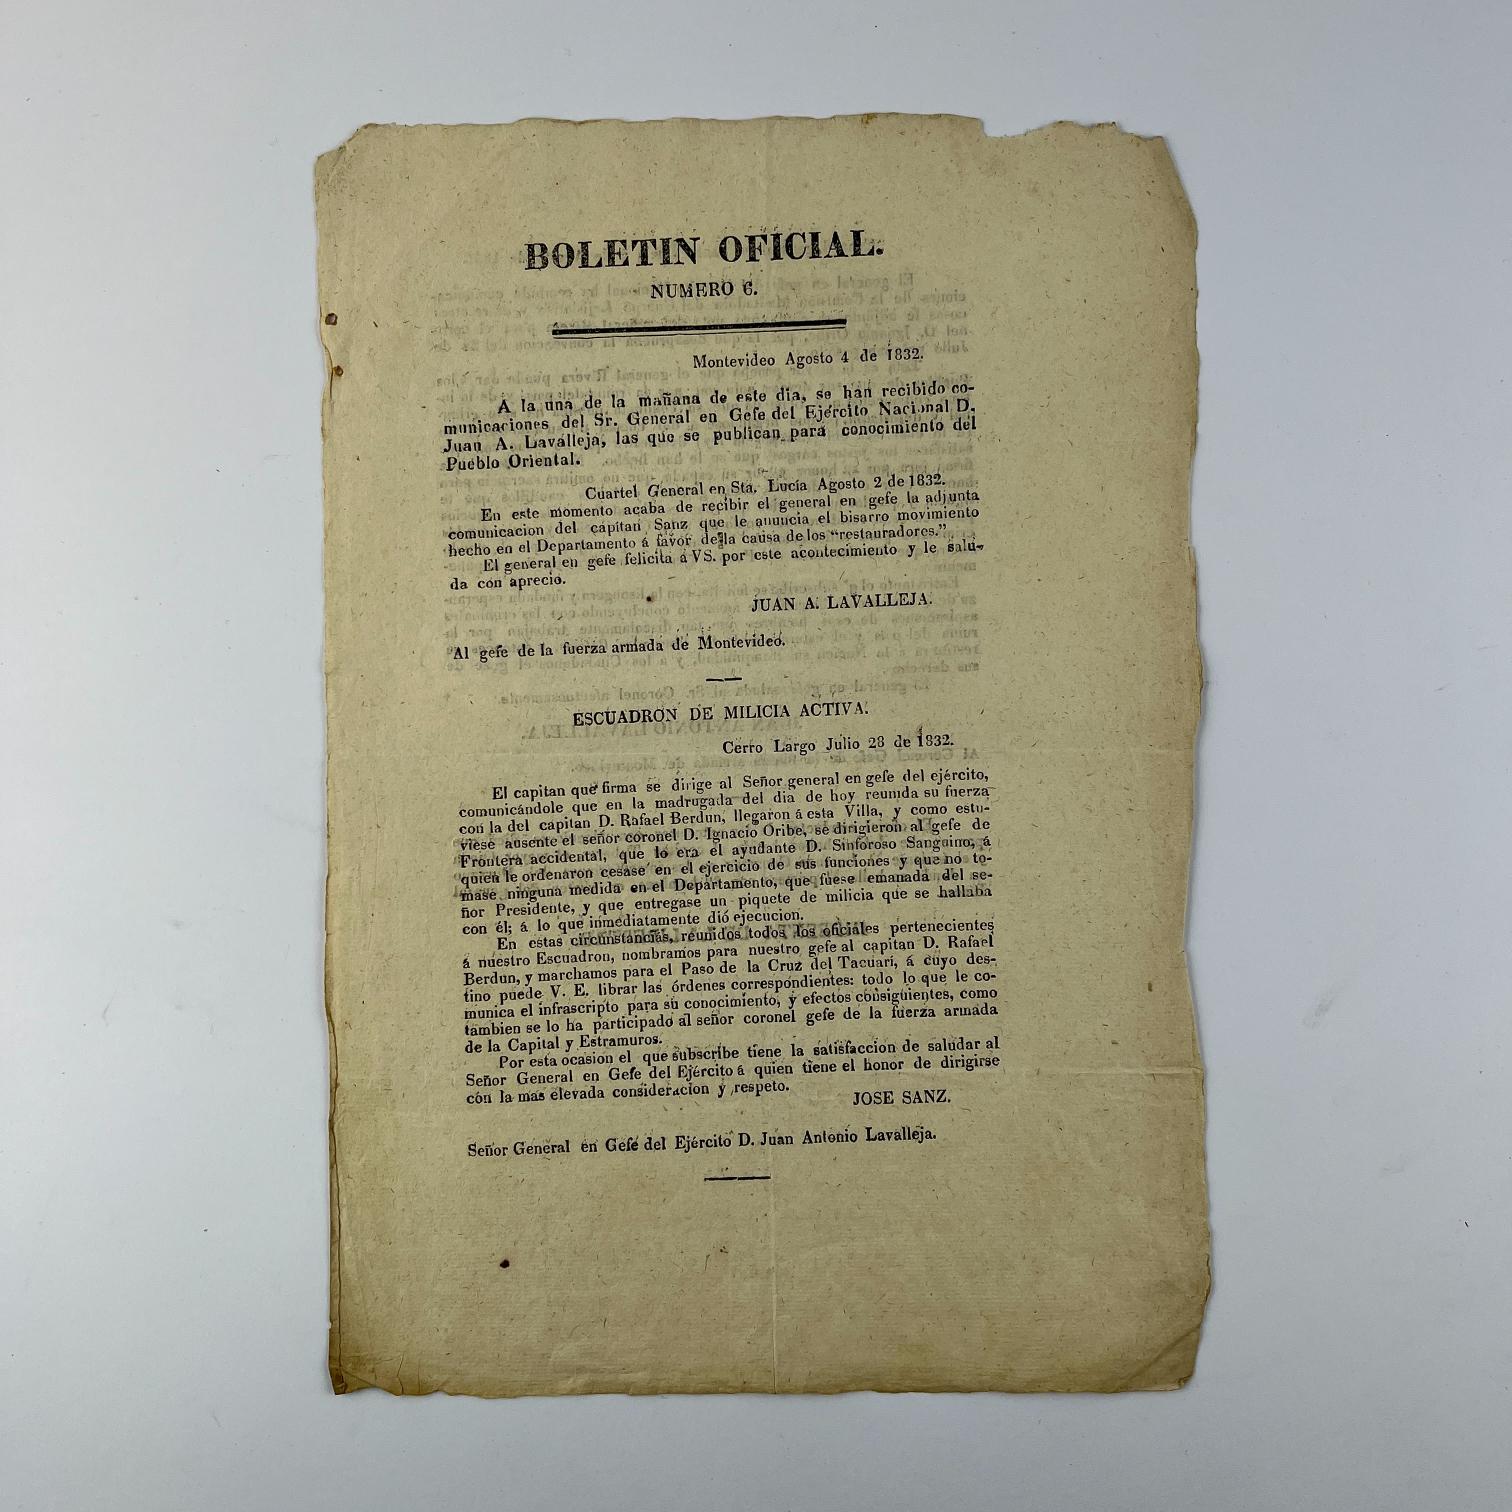 BOLETIN OFICIAL.
NUMERO 6.
Montevideo Agosto 4 de 1832.
A la una de la mañana de este dia, se han recibido co-
municaciones del Sr. General en Gefe del Ejército Nacional D.
Juan A. Lavalleja, las que se publican para conocimiento del
Pueblo Oriental.
Cuartel General en Sta. Lucía Agosto 2 de 1832.
En este momento acaba de recibir el general en gefe la adjunta
comunicacion del capitan Sanz que le anuncia el bisarro movimiento
hecho en el Departamento á favor de la causa de los "restauradores."
El general en gefe felicita á VS. por este acontecimiento y le salu-
da con aprecio.
JUAN A. LAVALLEJA.
Al gefe de la fuerza armada de Montevideo.
ESCUADRON DE MILICIA ACTIVA.
Cerro Largo Julio 28 de 1832.
El capitan que firma se dirige al Señor general en gefe del ejército,
comunicándole que en la madrugada del dia de hoy reunida su fuerza
con la del capitan D. Rafael Berdun, llegaron á esta Villa, y como estu-
viese ausente el señor coronel D. Ignacio Oribe, se dirigieron al gefe de
Frontera accidental, que lo era el ayudante D. Sinforoso Sanguino, á
quien le ordenaron cesase en el ejercicio de sus funciones y que no to-
mase ninguna medida en el Departamento, que fuese emanada del se-
ñor Presidente, y que entregase un piquete de milicia que se hallaba
con él; á lo que inmediatamente dió ejecucion.
En estas circunstancias, reunidos todos los oficiales pertenecientes
á nuestro Escuadron, nombramos para nuestro gefe al capitan D. Rafael
Berdun, y marchamos para el Paso de la Cruz del Tacuarí, á cuyo des-
tino puede V. E. librar las órdenes correspondientes: todo lo que le co-
munica el infrascripto para su conocimiento, y efectos consiguientes, como
tambien se lo ha participado al señor coronel gefe de la fuerza armada
de la Capital y Estramuros.
Por esta ocasion el que subscribe tiene la satisfaccion de saludar al
Señor General en Gefe del Ejército á quien tiene el honor de dirigirse
con la mas elevada consideracion y respeto.
JOSE SANZ.
Señor General en Gefe del Ejército D. Juan Antonio Lavalleja.